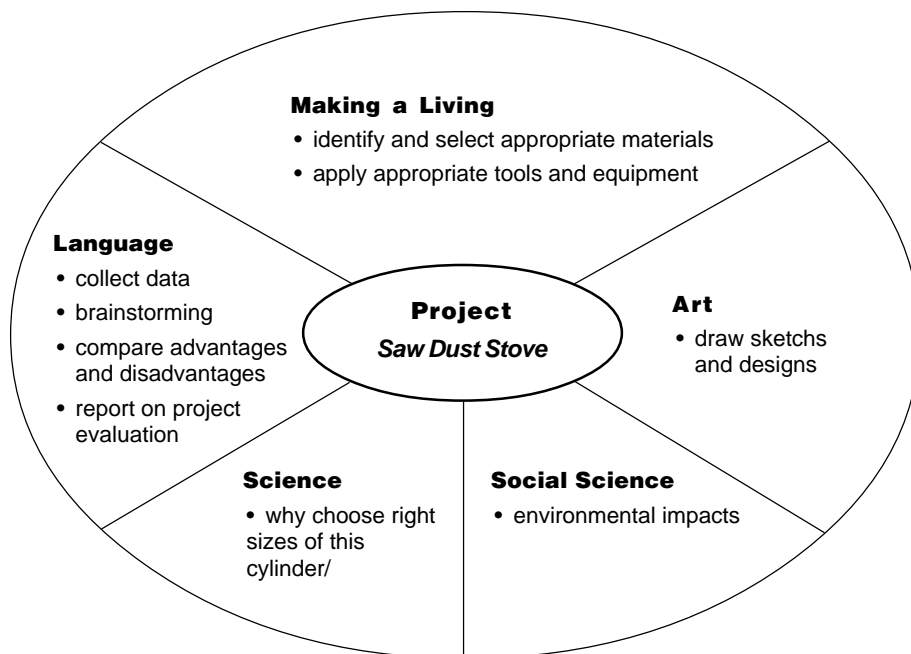 Making a Living
• identify and select appropriate materials
• apply appropriate tools and equipment
Language
• collect data
• brainstorming
• compare advantages
and disadvantages
• report on project
evaluation
Project
Saw Dust Stove
Art
• draw sketchs
and designs
Science
• why choose right
sizes of this
cylinder/
Social Science
• environmental impacts